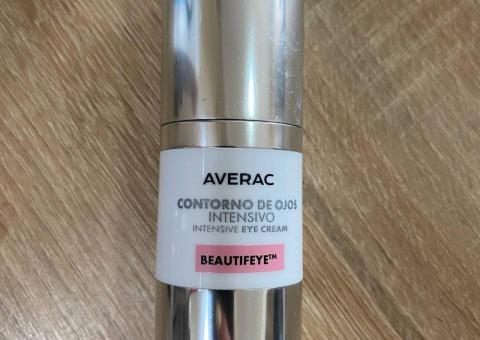 AVERAC
CONTORNO DE OJOS
INTENSIVO
INTENSIVE EYE CREAM
BEAUTIFEYE™